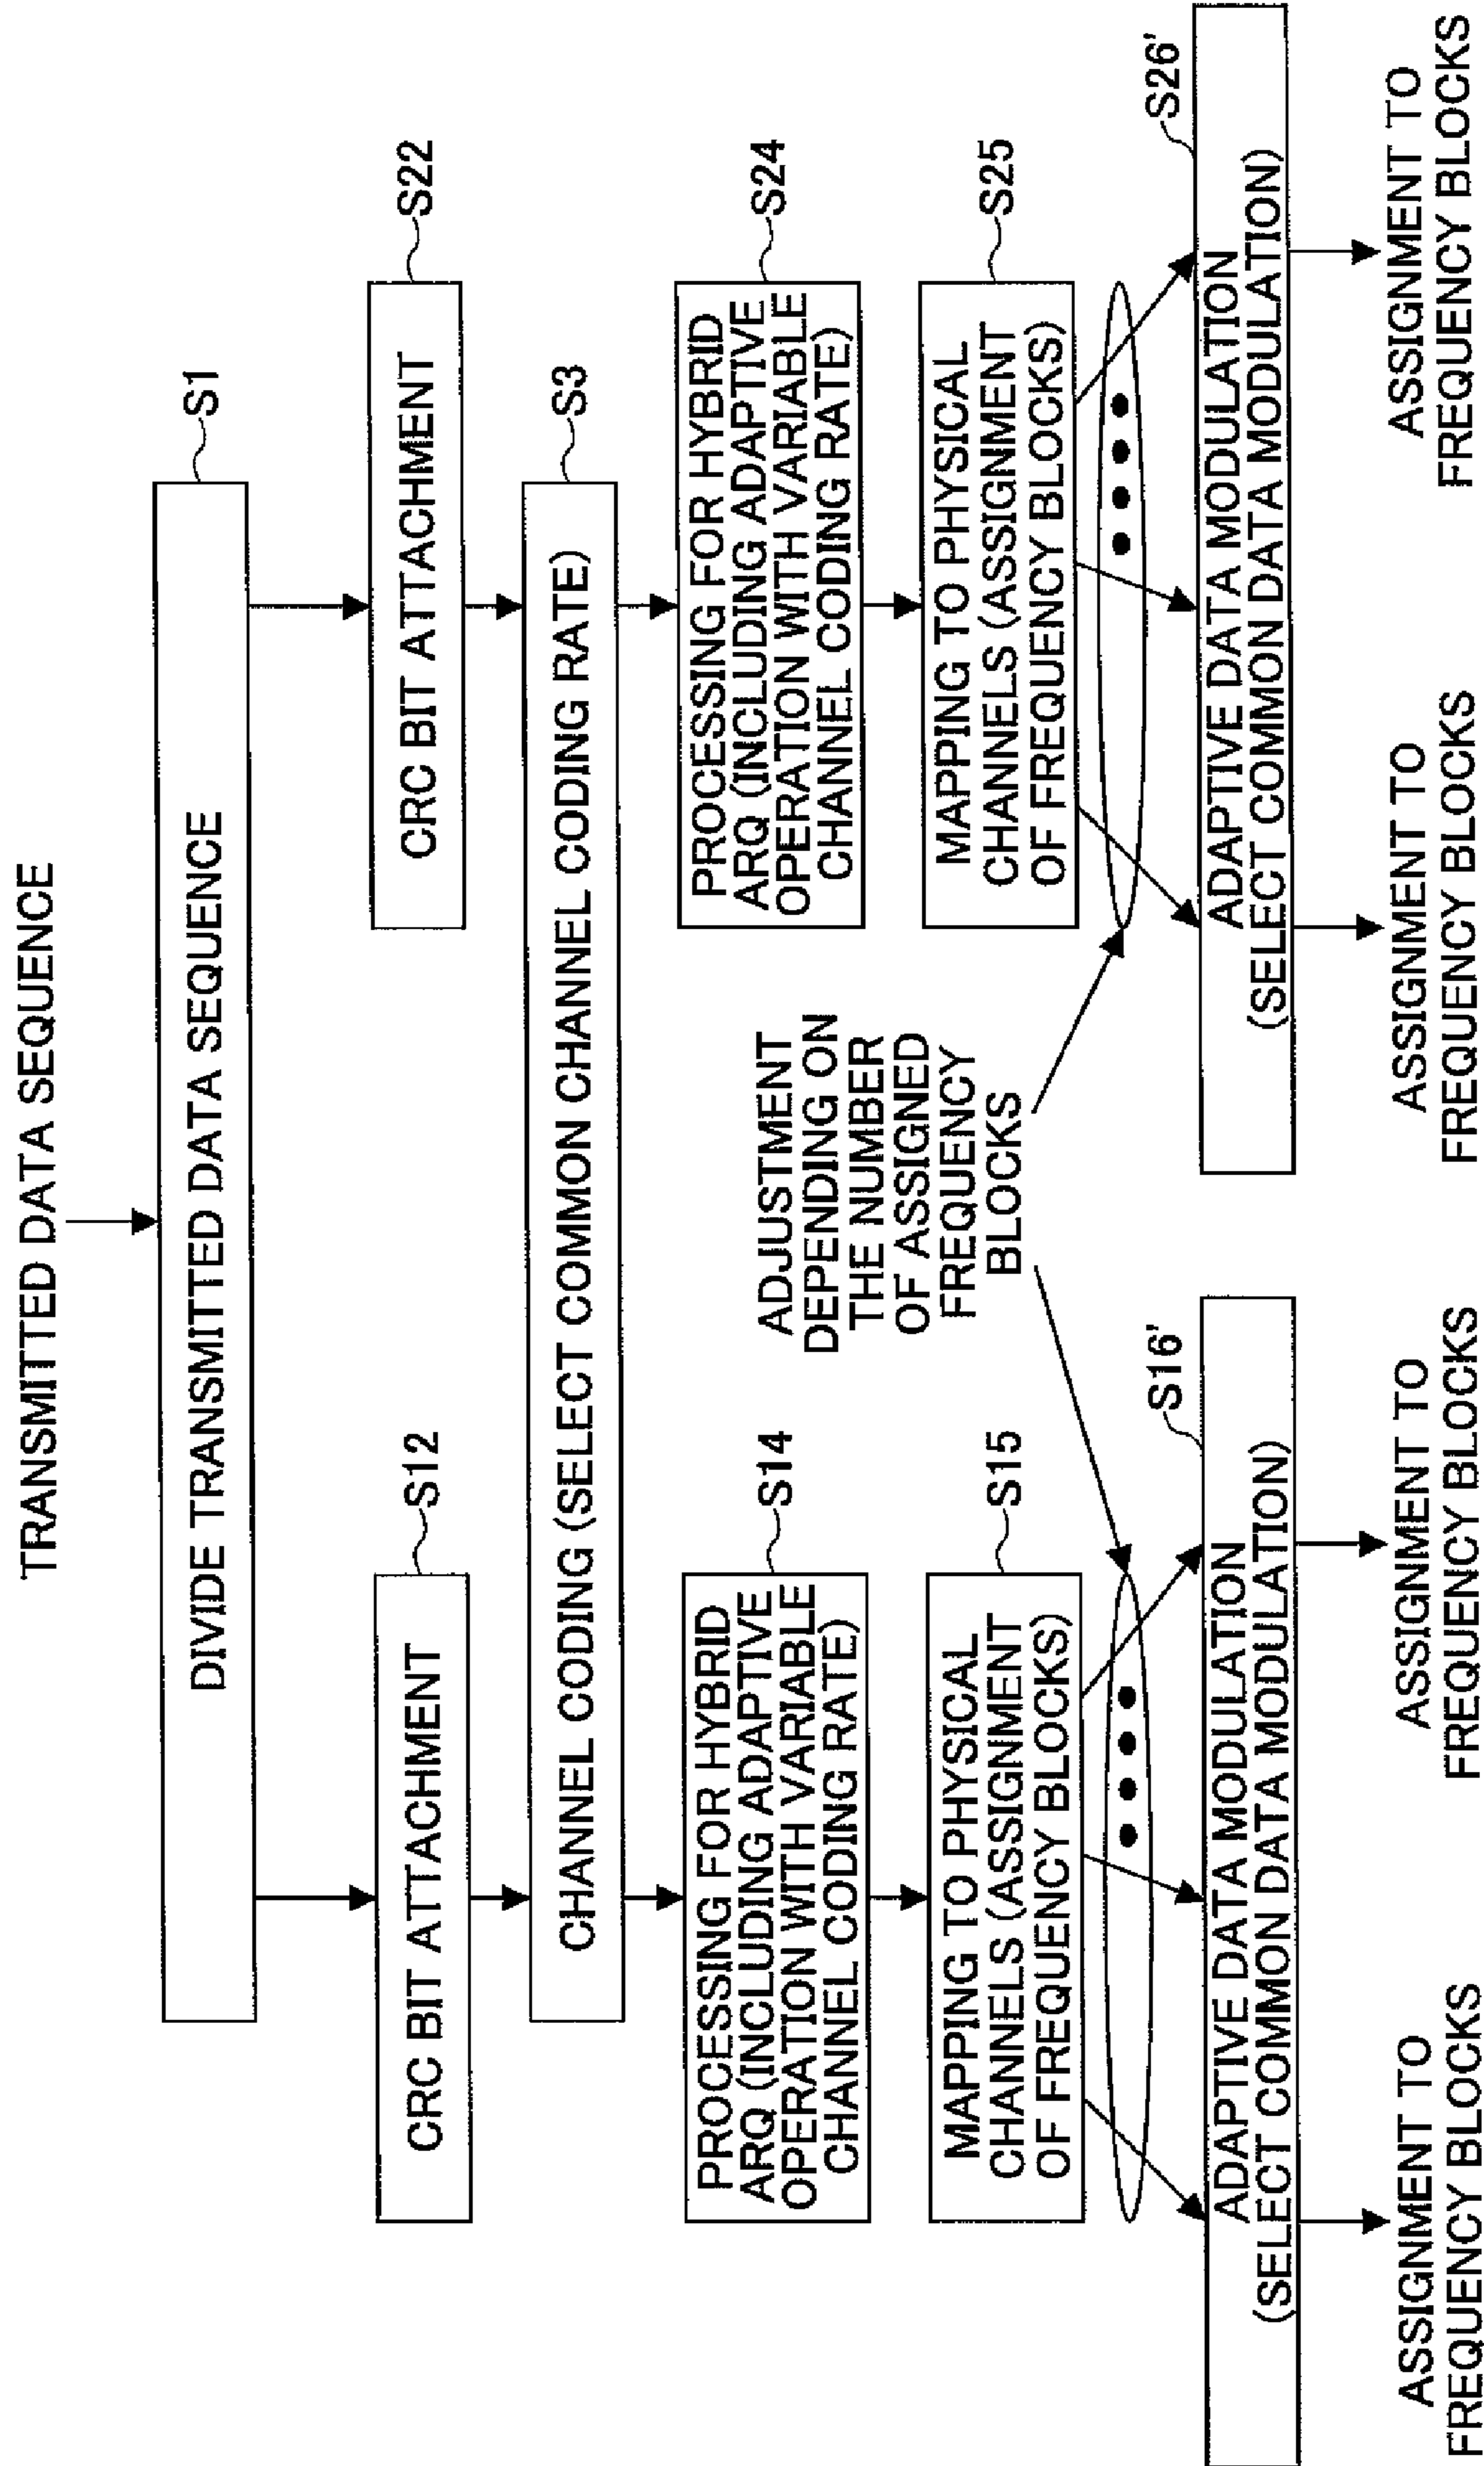 TRANSMITTED DATA SEQUENCE
S1
DIVIDE TRANSMITTED DATA SEQUENCE
S12
CRC BIT ATTACHMENT
S22
CRC BIT ATTACHMENT
S3
CHANNEL CODING (SELECT COMMON CHANNEL CODING RATE)
S14
PROCESSING FOR HYBRID
ARQ (INCLUDING ADAPTIVE
OPERATION WITH VARIABLE
CHANNEL CODING RATE)
S24
PROCESSING FOR HYBRID
ARQ (INCLUDING ADAPTIVE
OPERATION WITH VARIABLE
CHANNEL CODING RATE)
ADJUSTMENT
DEPENDING ON
THE NUMBER
OF ASSIGNED
FREQUENCY
BLOCKS
S15
MAPPING TO PHYSICAL
CHANNELS (ASSIGNMENT
OF FREQUENCY BLOCKS)
S25
MAPPING TO PHYSICAL
CHANNELS (ASSIGNMENT
OF FREQUENCY BLOCKS)
S16'
ADAPTIVE DATA MODULATION
(SELECT COMMON DATA MODULATION)
S26'
ADAPTIVE DATA MODULATION
(SELECT COMMON DATA MODULATION)
ASSIGNMENT TO
FREQUENCY BLOCKS
ASSIGNMENT TO
FREQUENCY BLOCKS
ASSIGNMENT TO
FREQUENCY BLOCKS
ASSIGNMENT TO
FREQUENCY BLOCKS